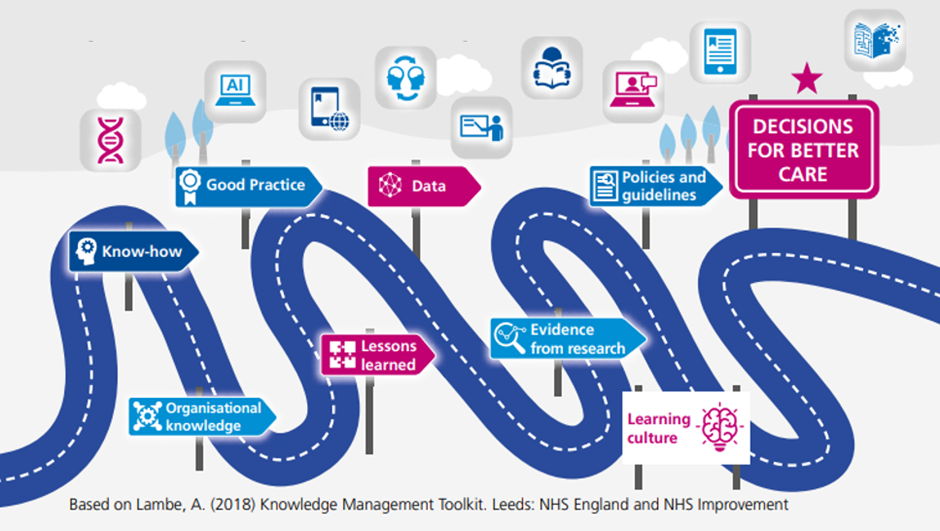 AI
DECISIONS
FOR BETTER
CARE
Good Practice
Data
Policies and
guidelines
Know-how
Lessons
learned
Evidence
from research
Organisational
knowledge
Learning
culture
Based on Lambe, A. (2018) Knowledge Management Toolkit. Leeds: NHS England and NHS Improvement